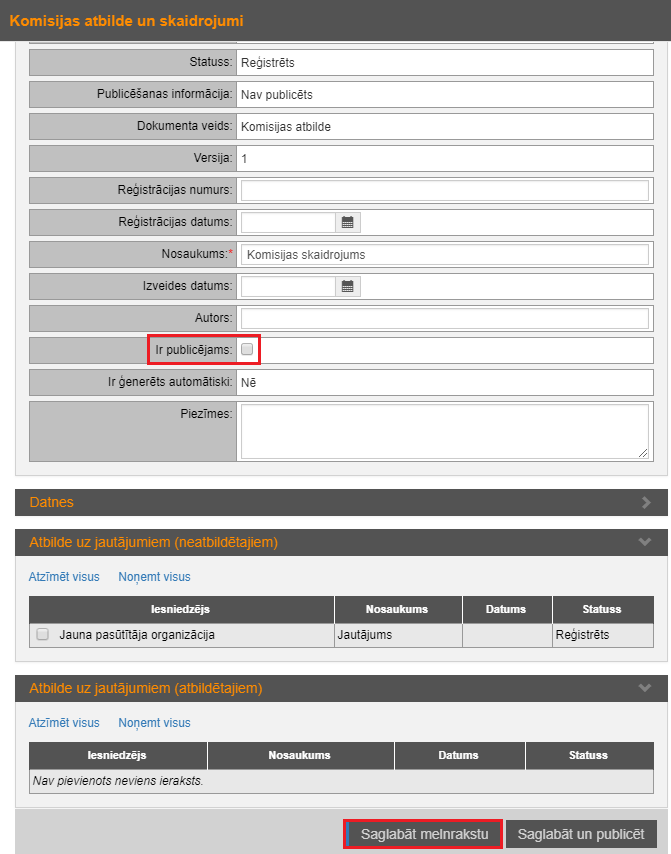 Komisijas atbilde un skaidrojumi
Statuss: Reģistrēts
Publicēšanas informācija: Nav publicēts
Dokumenta veids: Komisijas atbilde
Versija: 1
Reģistrācijas numurs:
Reģistrācijas datums:
Nosaukums:* Komisijas skaidrojums
Izveides datums:
Autors:
Ir publicējams:
Ir ģenerēts automātiski: Nē
Piezīmes:
Datnes
Atbilde uz jautājumiem (neatbildētajiem)
Atzīmēt visus Noņemt visus
Iesniedzējs Nosaukums Datums Statuss
Jauna pasūtītāja organizācija Jautājums Reģistrēts
Atbilde uz jautājumiem (atbildētajiem)
Atzīmēt visus Noņemt visus
Iesniedzējs Nosaukums Datums Statuss
Nav pievienots neviens ieraksts.
Saglabāt melnrakstu Saglabāt un publicēt